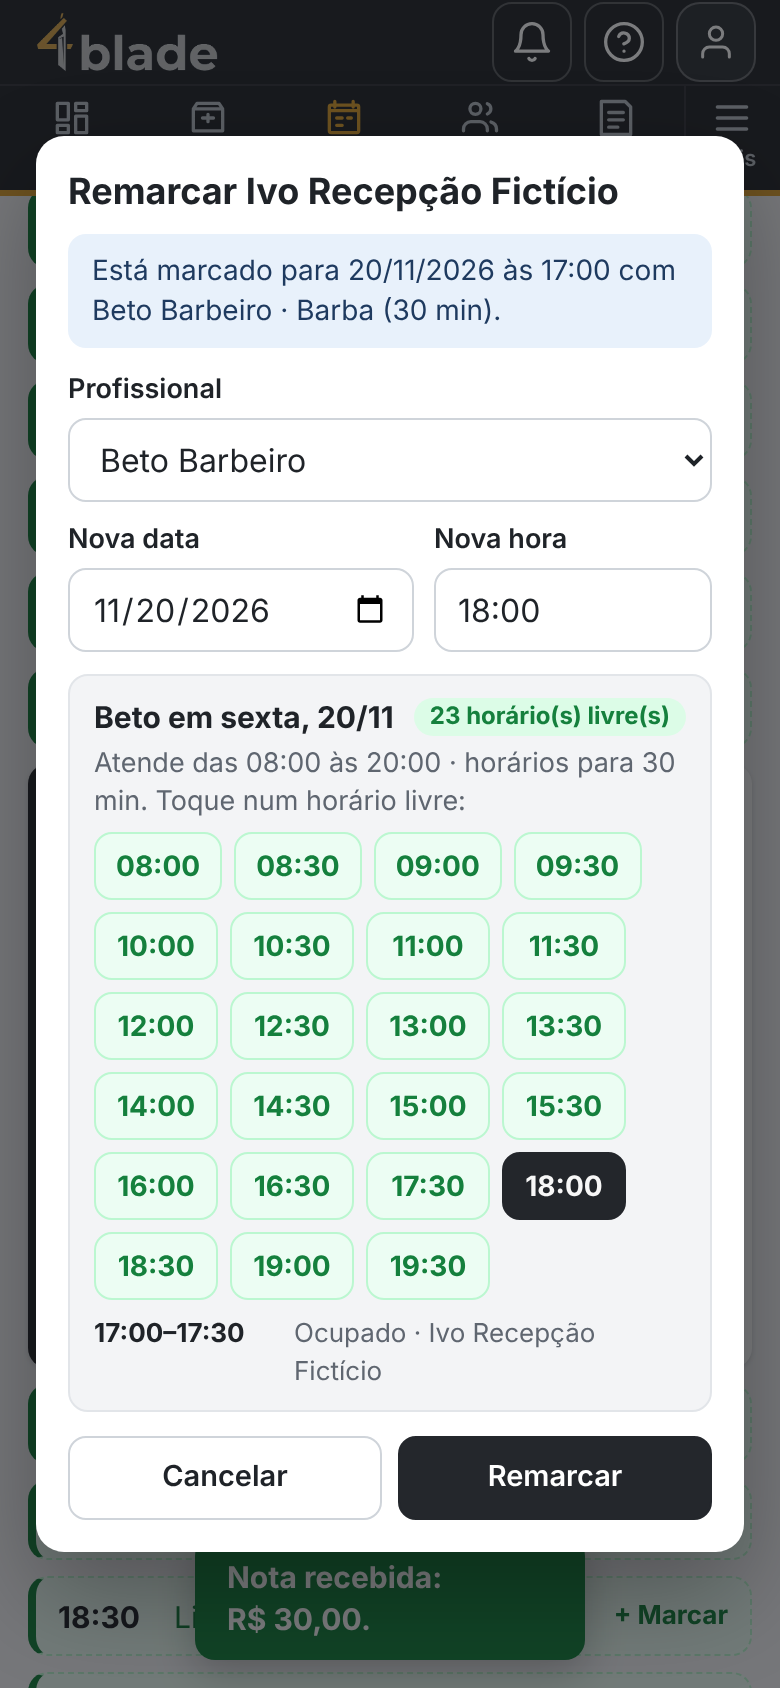 4blade
is
Remarcar Ivo Recepção Fictício
Está marcado para 20/11/2026 às 17:00 com
Beto Barbeiro · Barba (30 min).
Profissional
Beto Barbeiro
Nova data
Nova hora
11/20/2026
18:00
Beto em sexta, 20/11
23 horário(s) livre(s)
Atende das 08:00 às 20:00 · horários para 30
min. Toque num horário livre:
08:00 08:30 09:00 09:30
10:00 10:30 11:00 11:30
12:00 12:30 13:00 13:30
14:00 14:30 15:00 15:30
16:00 16:30 17:30 18:00
18:30 19:00 19:30
17:00–17:30 Ocupado · Ivo Recepção
Fictício
Cancelar
Remarcar
Nota recebida:
R$ 30,00.
18:30 Li
+ Marcar